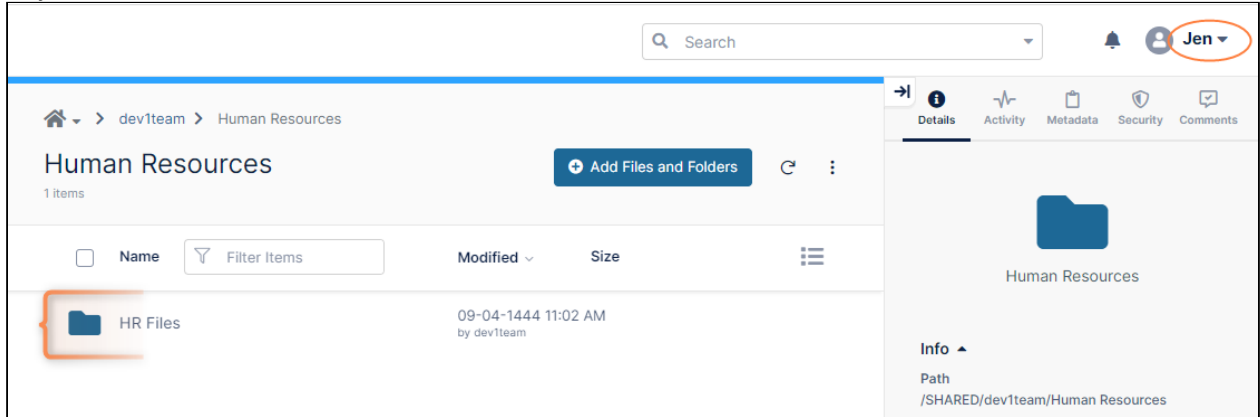 Search
Jen
dev1team Human Resources
Human Resources
1 items
Add Files and Folders
Name
Filter Items
Modified
Size
HR Files
09-04-1444 11:02 AM
by dev1team
Details
Activity
Metadata
Security
Comments
Human Resources
Info
Path
/SHARED/dev1team/Human Resources